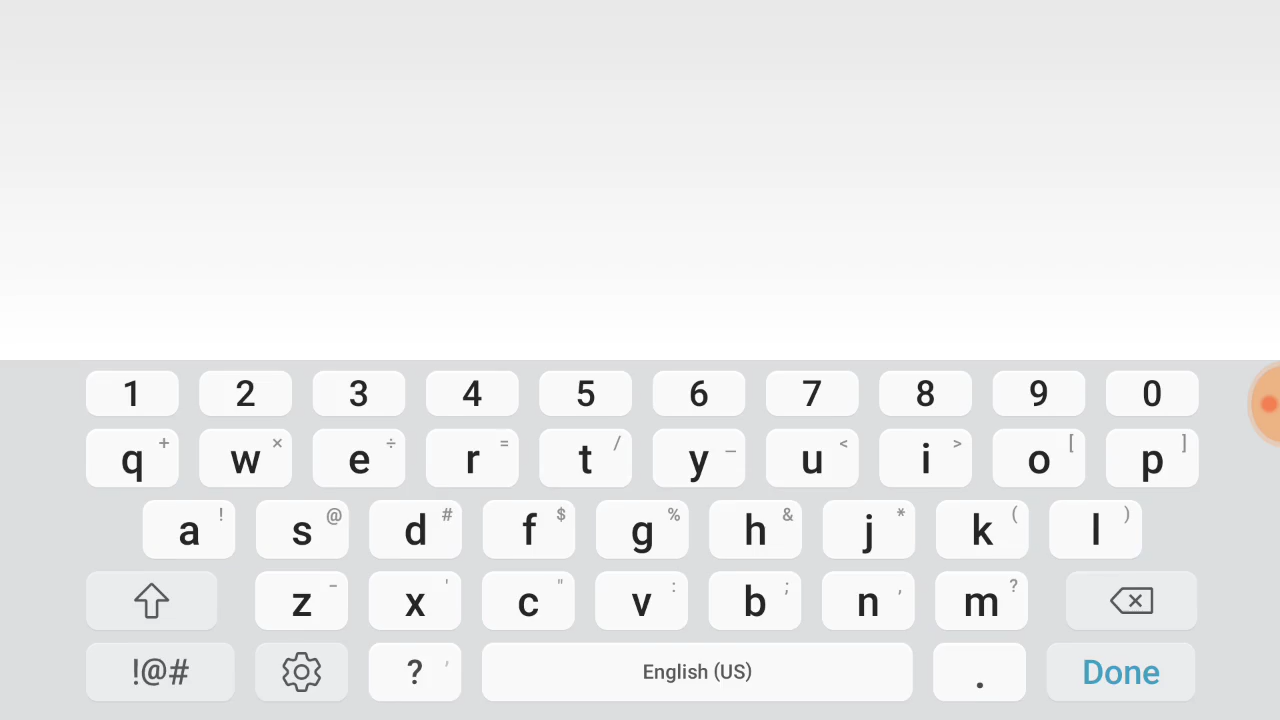 1 2 3 4 5 6 7 8 9 0
q + w × e ÷ r = t / y _ u < i > o [ p ]
a ! s @ d # f $ g % h & j * k ( l )
z - x ' c " v : b ; n , m ?
!@# ? , English (US) . Done